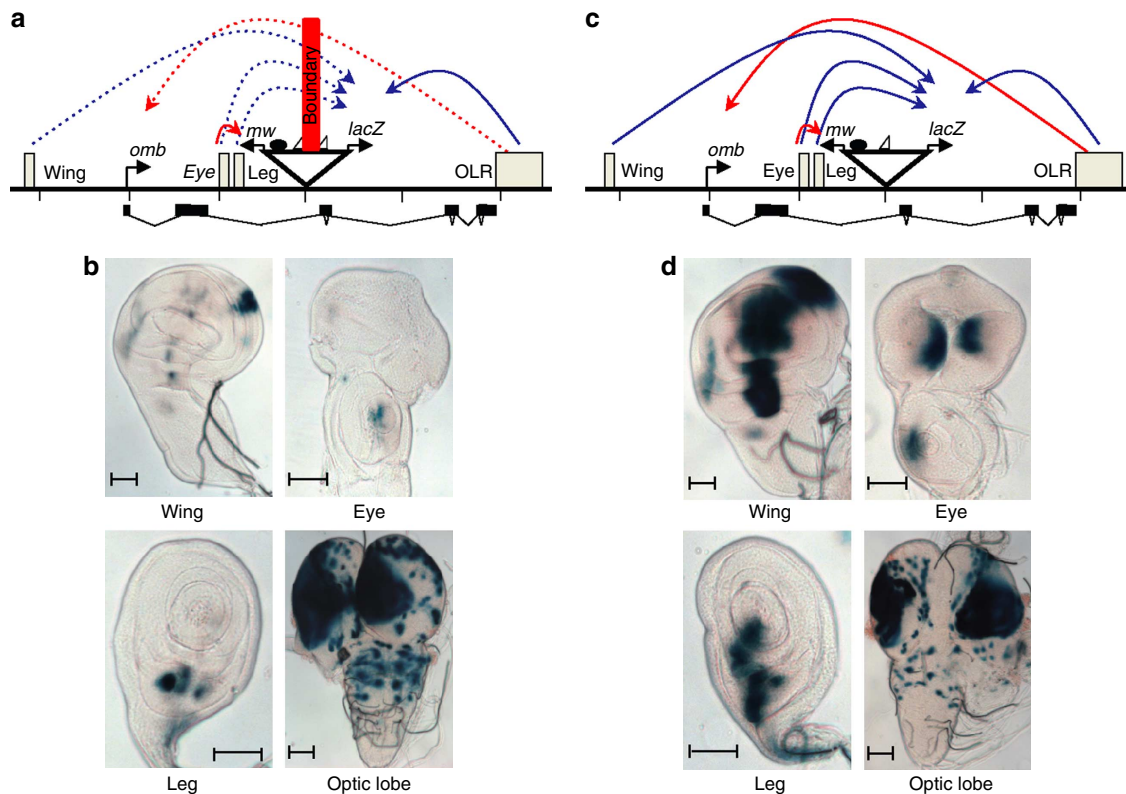 a
Boundary
mw
lacZ
omb
Wing
Eye
Leg
OLR
b
Wing
Eye
Leg
Optic lobe
c
mw
lacZ
omb
Wing
Eye
Leg
OLR
d
Wing
Eye
Leg
Optic lobe